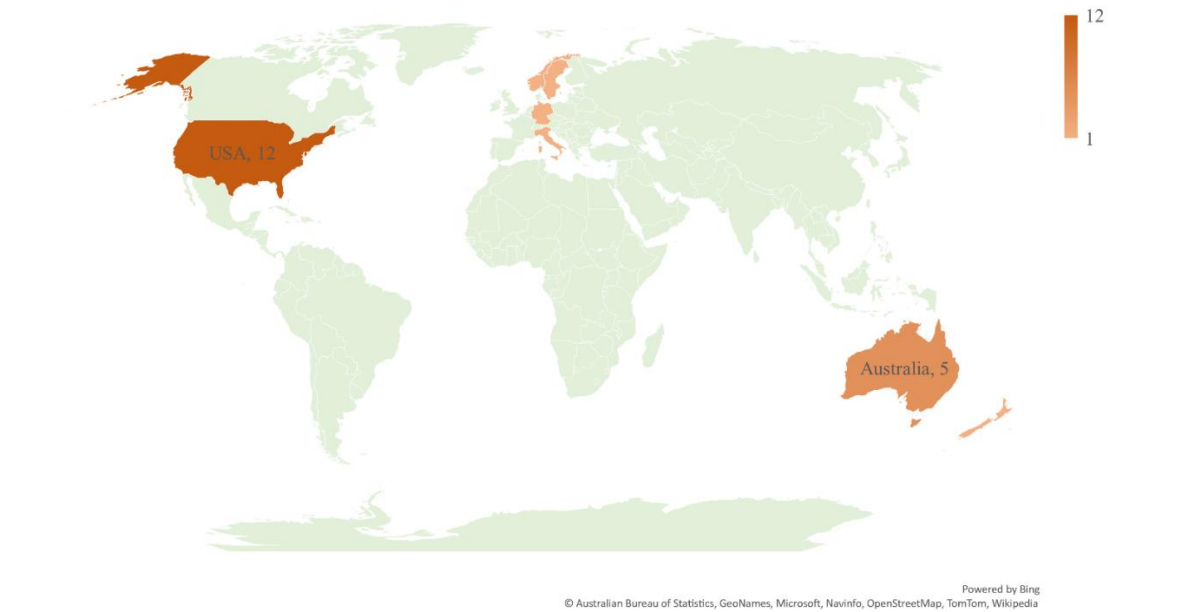 12
1
USA, 12
Australia, 5
Powered by Bing
© Australian Bureau of Statistics, GeoNames, Microsoft, Navinfo, OpenStreetMap, TomTom, Wikipedia